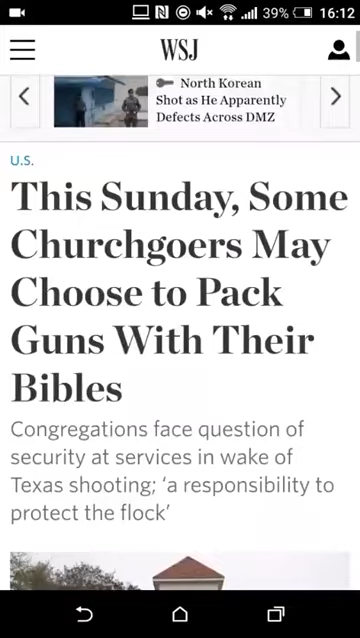 39% 16:12
WSJ
North Korean
Shot as He Apparently
Defects Across DMZ
U.S.
This Sunday, Some
Churchgoers May
Choose to Pack
Guns With Their
Bibles
Congregations face question of
security at services in wake of
Texas shooting; ‘a responsibility to
protect the flock’